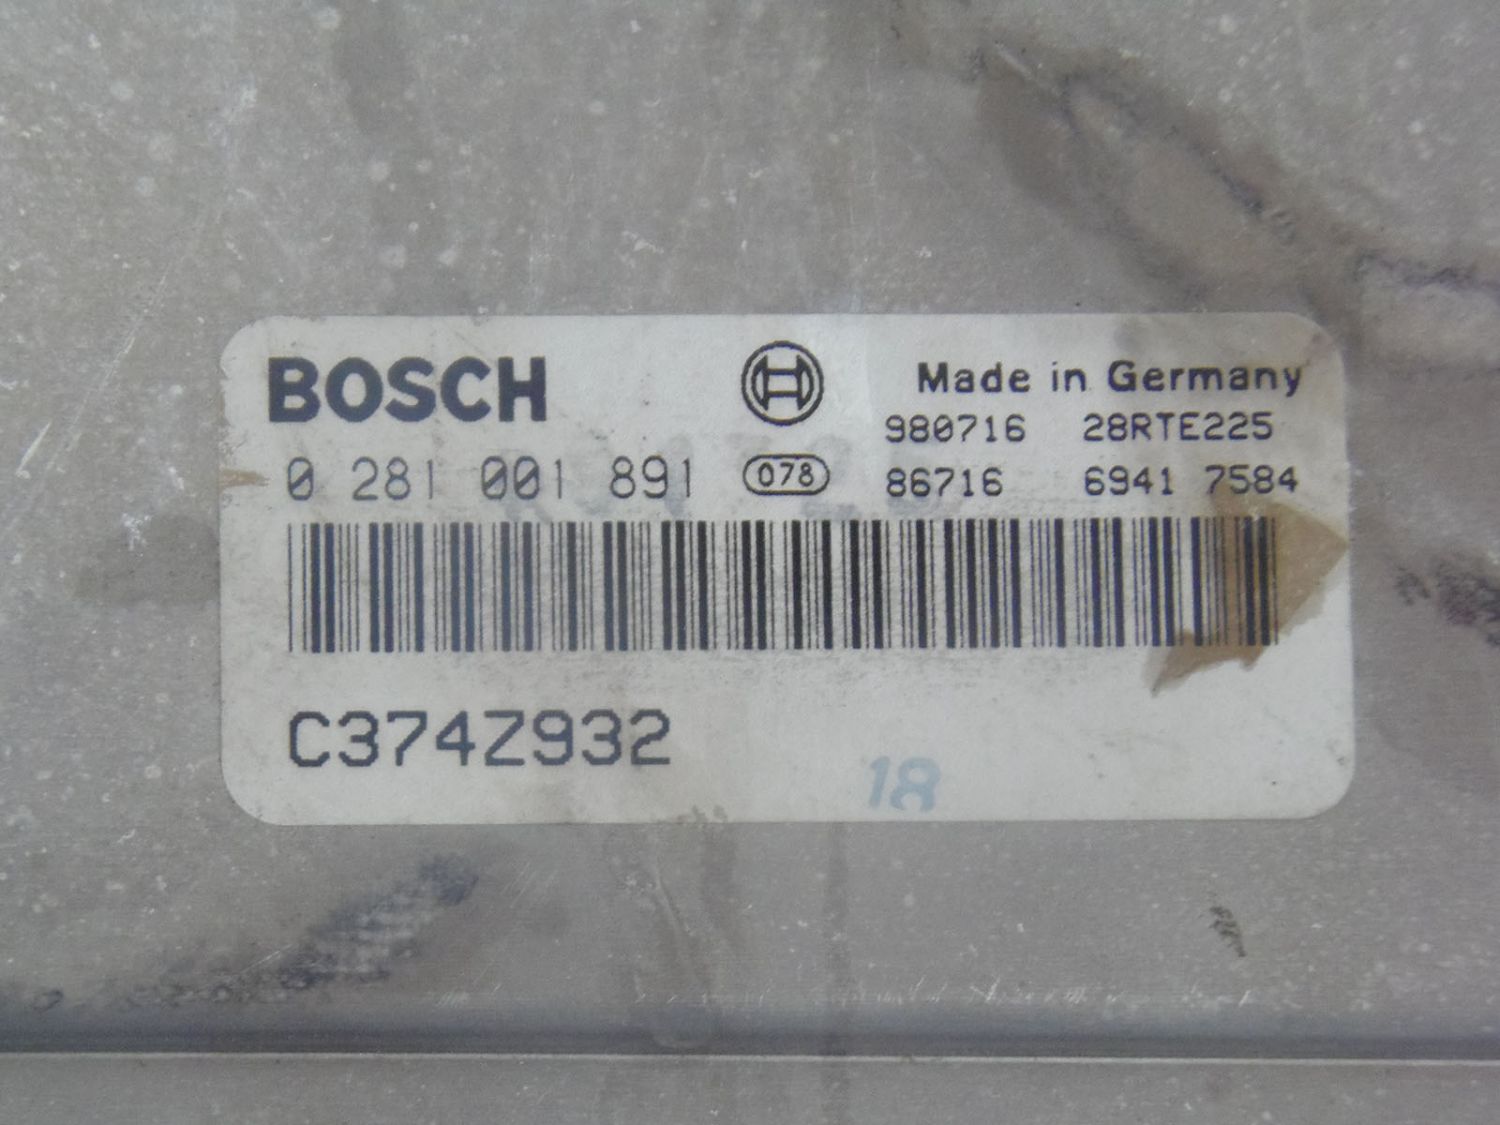 BOSCH
Made in Germany
980716 28RTE225
0 281 001 891 078 86716 6941 7584
C374Z932
18